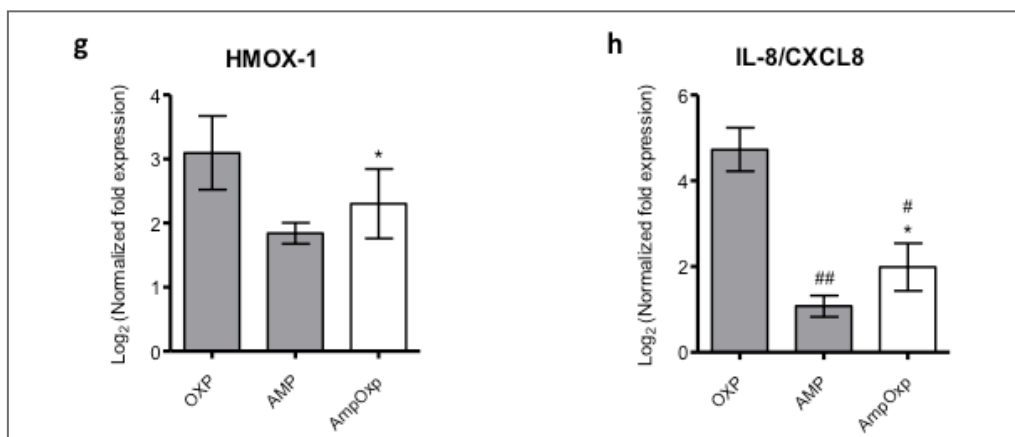 g
HMOX-1
Log2 (Normalized fold expression)
4
3
2
1
0
*
OXP
AMP
AmpOxp
h
IL-8/CXCL8
Log2 (Normalized fold expression)
6
4
2
0
##
#
*
OXP
AMP
AmpOxp